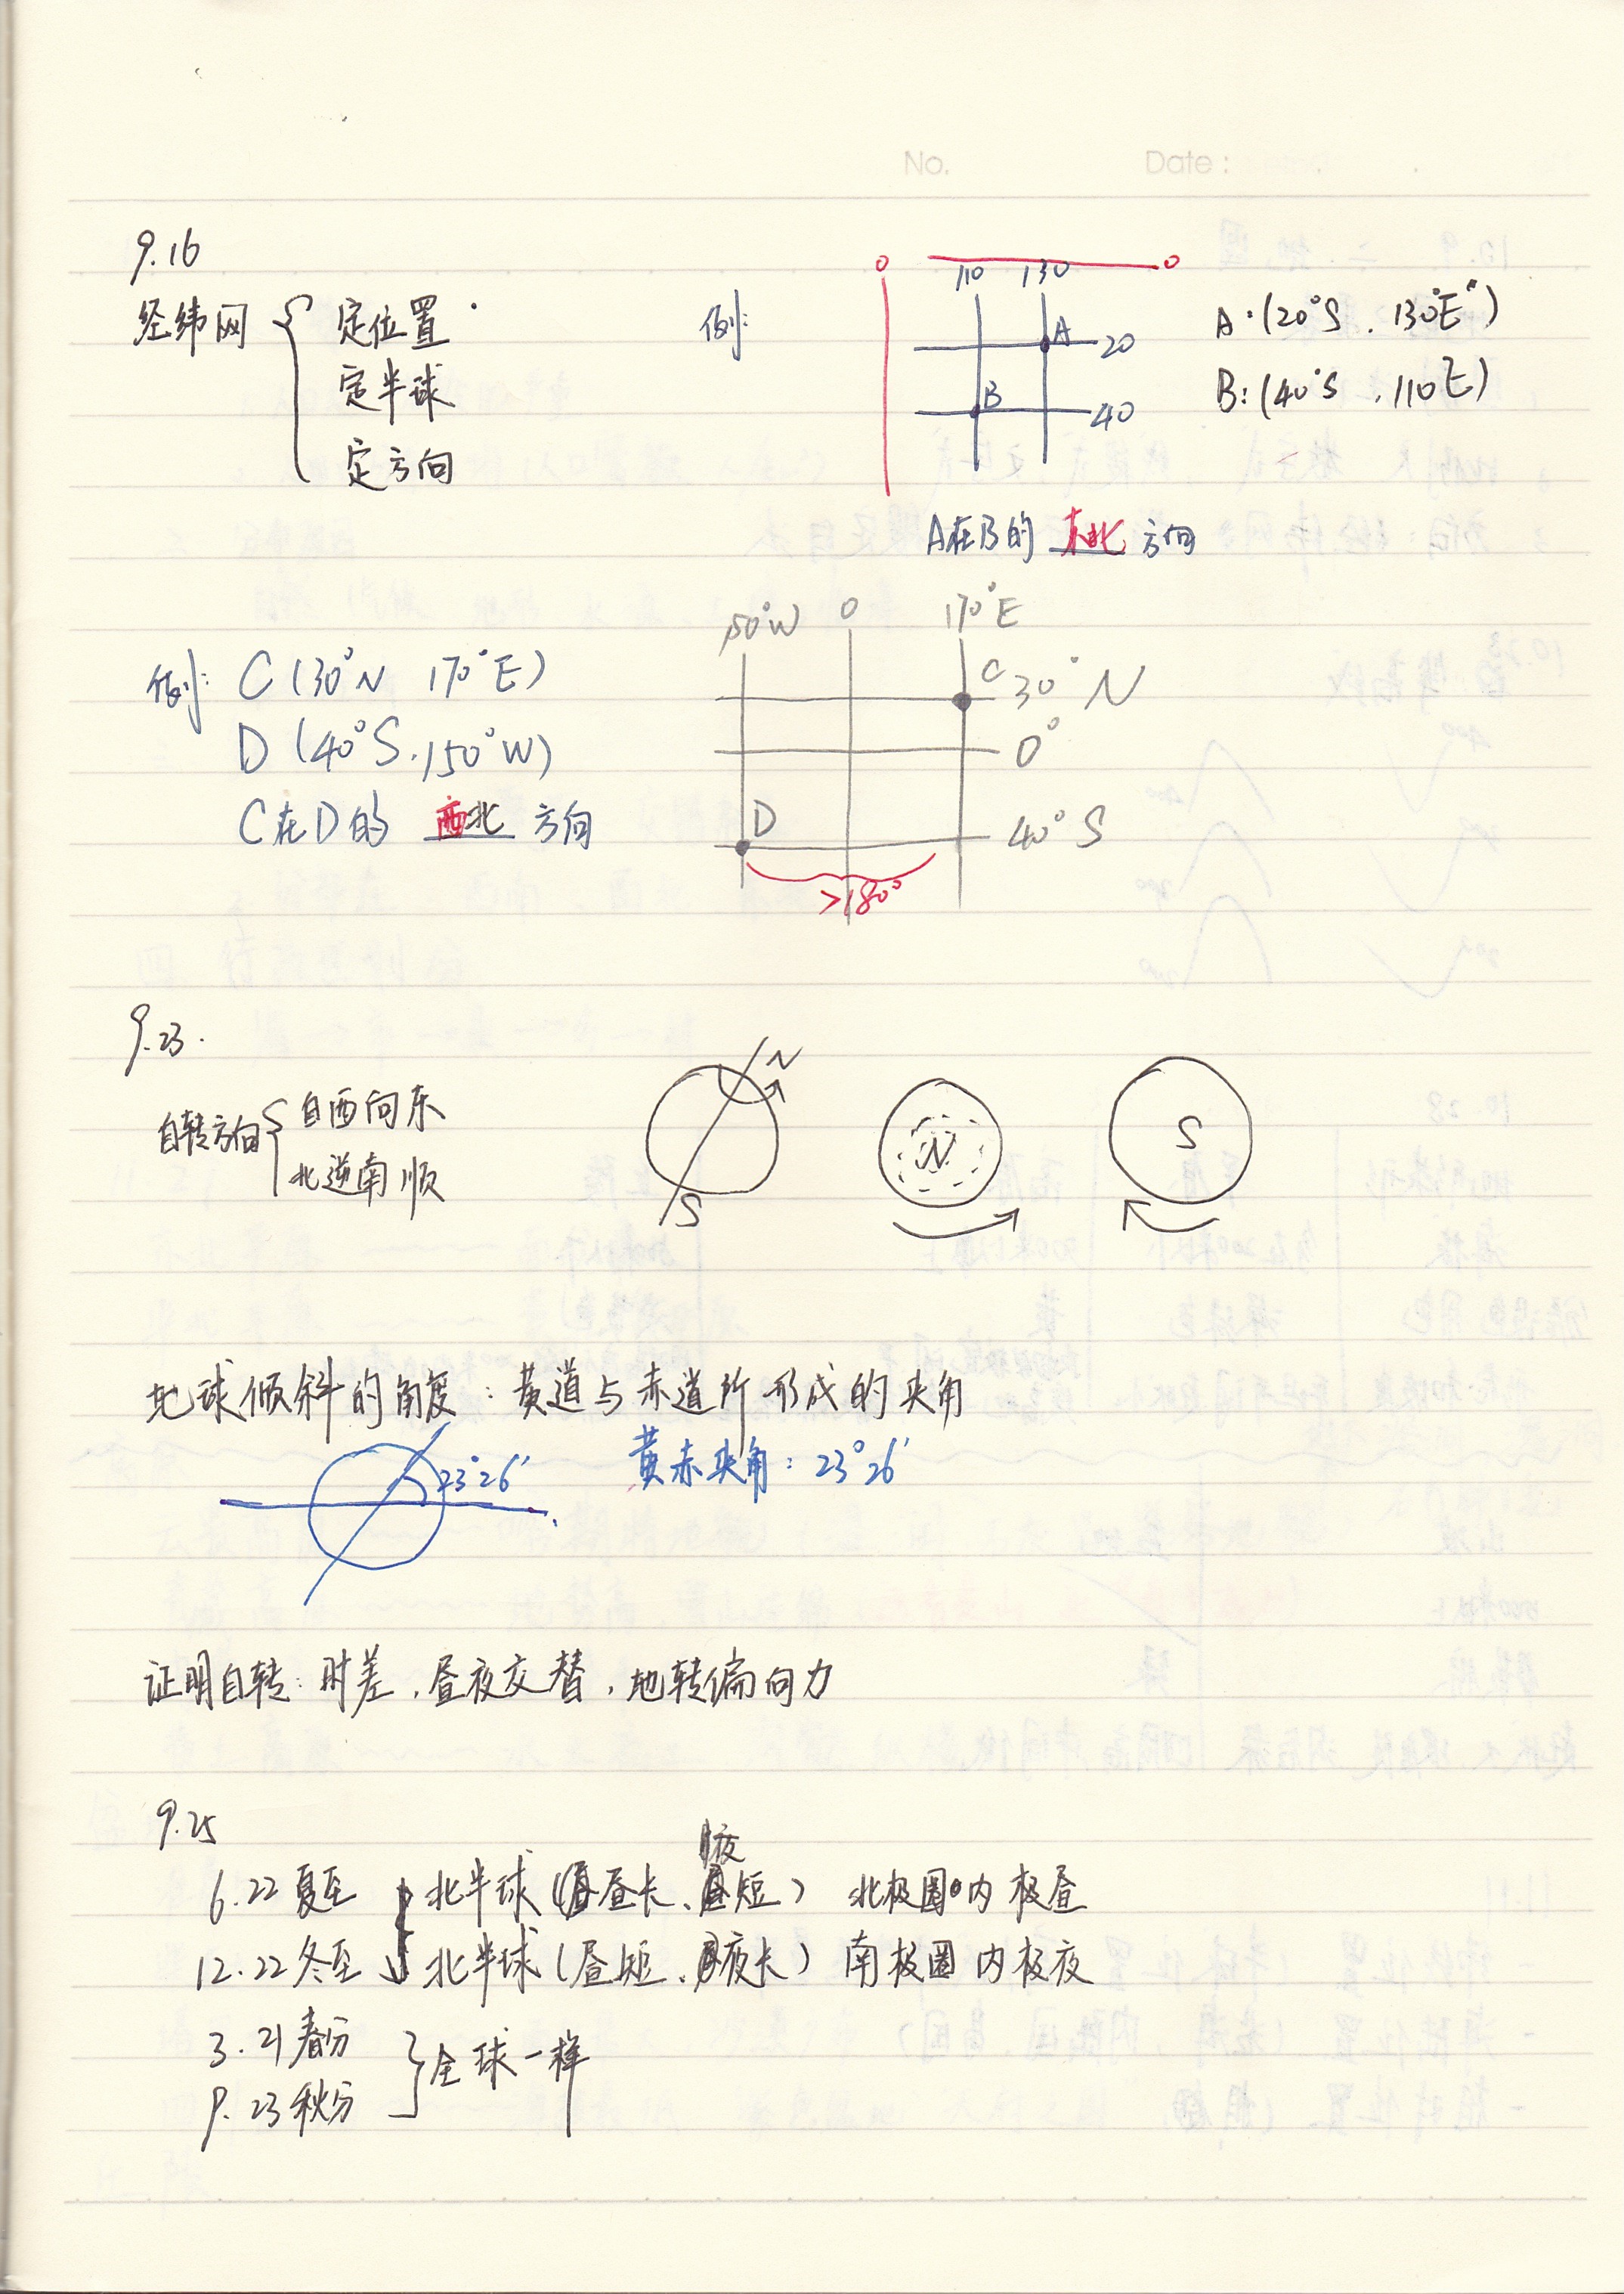 No. Date:
9.16
经纬网 定位置
定半球
定方向
例:
0 110 130 0
A 20
B 40
A:(20°S. 130°E)
B:(40°S. 110E)
A在B的 东北 方向
例: C (30°N 170°E)
D (40°S. 150°W)
C在D的 西北 方向
150°W 0 170°E
C 30°N
0°
D 40°S
>180°
9.23.
自转方向 自西向东
北逆南顺
N S
N
S
地球倾斜的角度:黄道与赤道所形成的夹角
23°26′
黄赤夹角:23°26′
证明自转:时差,昼夜交替,地转偏向力
9.25
6.22 夏至 北半球(昼长、夜短) 北极圈内极昼
12.22 冬至 北半球(昼短、夜长) 南极圈内极夜
3.21 春分
全球一样
9.23 秋分